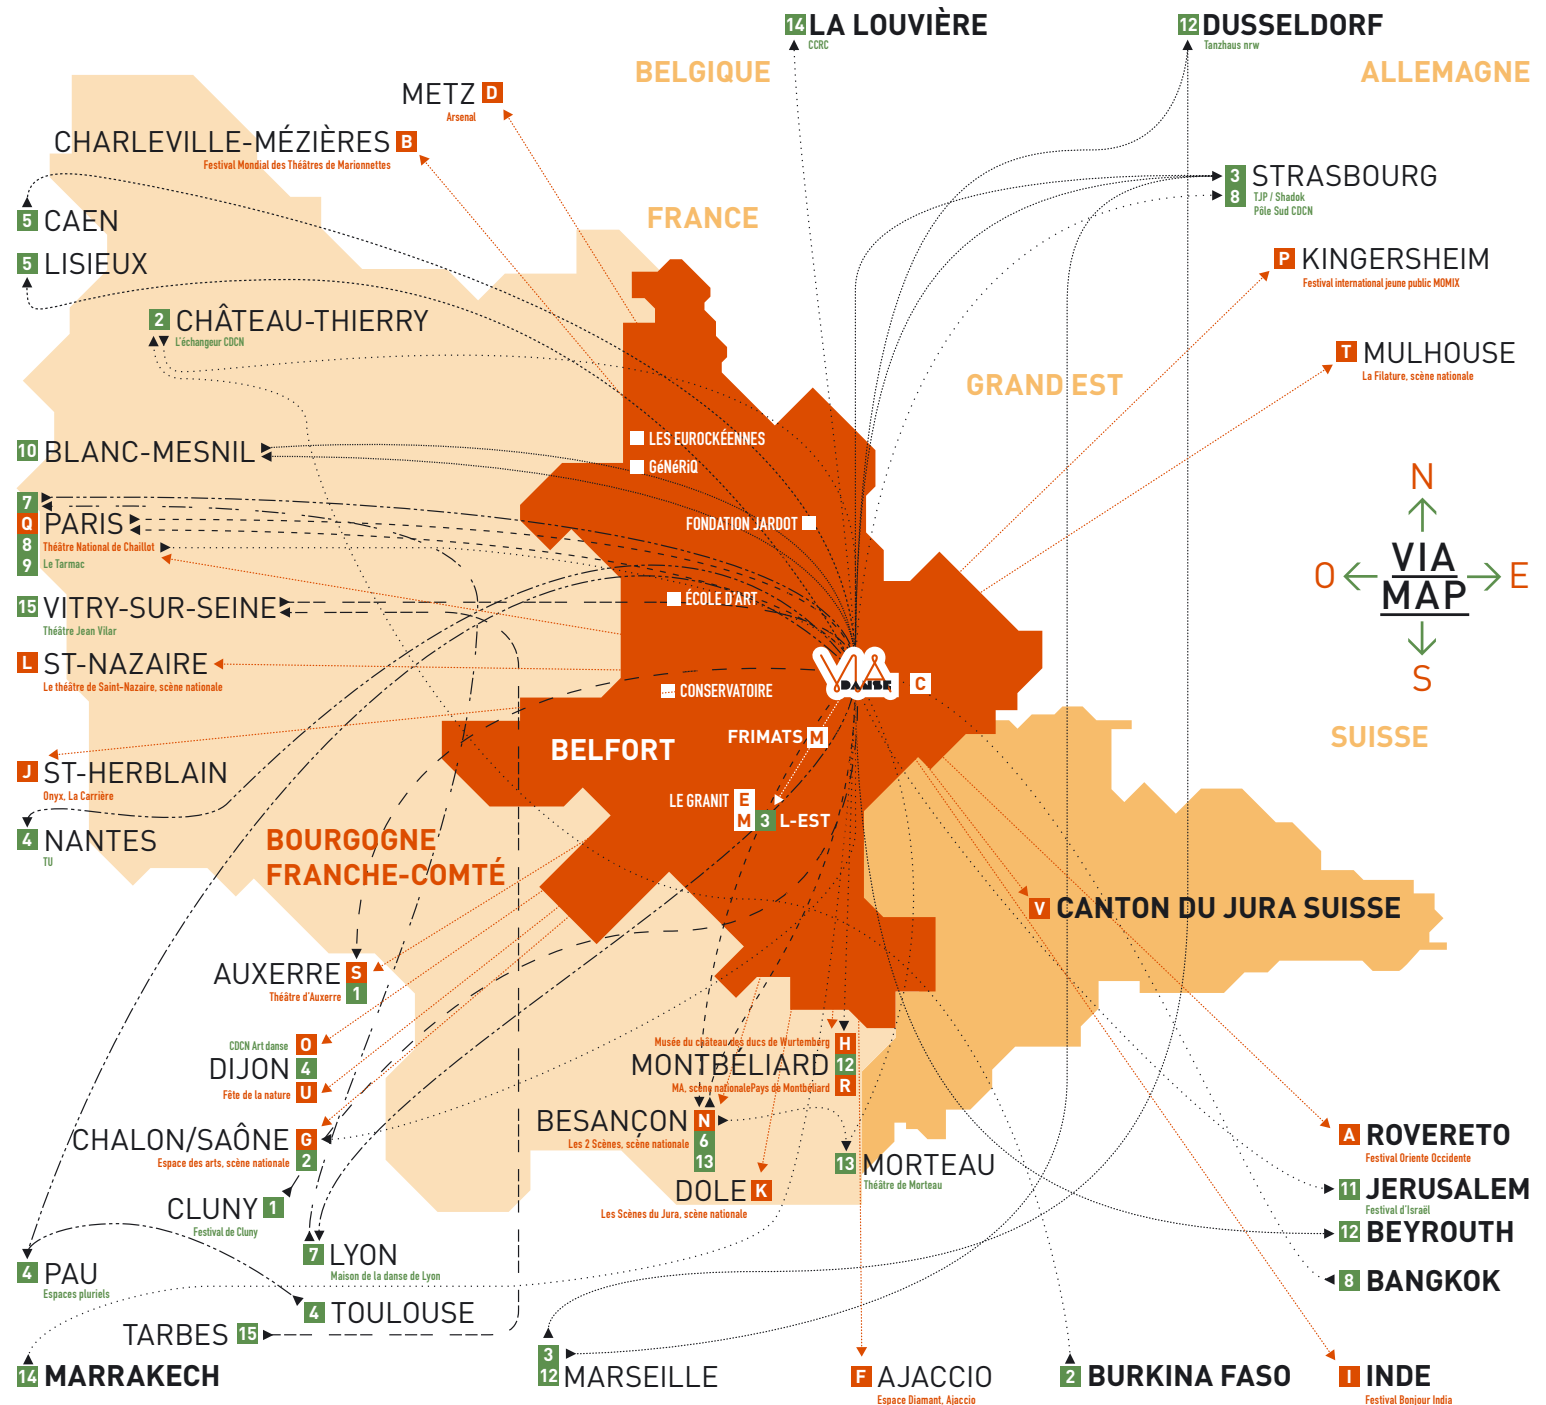 14 LA LOUVIÈRE
CCRC
12 DUSSELDORF
Tanzhaus nrw
BELGIQUE
ALLEMAGNE
METZ D
Arsenal
CHARLEVILLE-MÉZIÈRES B
Festival Mondial des Théâtres de Marionnettes
3 STRASBOURG
8 TJP / Shadok
Pôle Sud CDCN
5 CAEN
FRANCE
5 LISIEUX
P KINGERSHEIM
Festival international jeune public MOMIX
2 CHÂTEAU-THIERRY
L'échangeur CDCN
T MULHOUSE
La Filature, scène nationale
GRAND EST
LES EUROCKÉENNES
GéNéRiQ
10 BLANC-MESNIL
7
Q PARIS
8 Théâtre National de Chaillot
9 Le Tarmac
FONDATION JARDOT
N
O
VIA
MAP
E
S
15 VITRY-SUR-SEINE
Théâtre Jean Vilar
ÉCOLE D'ART
L ST-NAZAIRE
Le théâtre de Saint-Nazaire, scène nationale
VIA
DANSE
C
CONSERVATOIRE
FRIMATS M
BELFORT
SUISSE
J ST-HERBLAIN
Onyx, La Carrière
LE GRANIT E
M 3 L-EST
4 NANTES
TU
BOURGOGNE
FRANCHE-COMTÉ
V CANTON DU JURA SUISSE
AUXERRE S
Théâtre d'Auxerre 1
CDCN Art danse O
DIJON 4
Fête de la nature U
Musée du château des ducs de Wurtemberg H
MONTBÉLIARD 12
MA, scène nationalePays de Montbéliard R
BESANÇON N
Les 2 Scènes, scène nationale 6
13
CHALON/SAÔNE G
Espace des arts, scène nationale 2
A ROVERETO
Festival Oriente Occidente
13 MORTEAU
Théâtre de Morteau
DOLE K
Les Scènes du Jura, scène nationale
11 JERUSALEM
Festival d'Israël
CLUNY 1
Festival de Cluny
12 BEYROUTH
7 LYON
Maison de la danse de Lyon
4 PAU
Espaces pluriels
8 BANGKOK
4 TOULOUSE
TARBES 15
14 MARRAKECH
3
12 MARSEILLE
F AJACCIO
Espace Diamant, Ajaccio
2 BURKINA FASO
I INDE
Festival Bonjour India